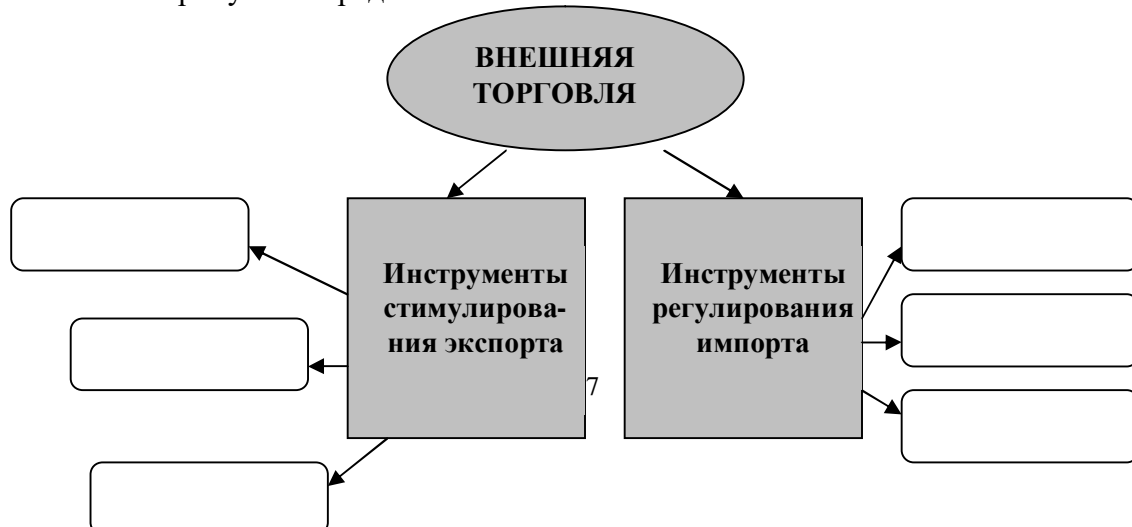 ВНЕШНЯЯ
ТОРГОВЛЯ
Инструменты
стимулирова-
ния экспорта
Инструменты
регулирования
импорта
7